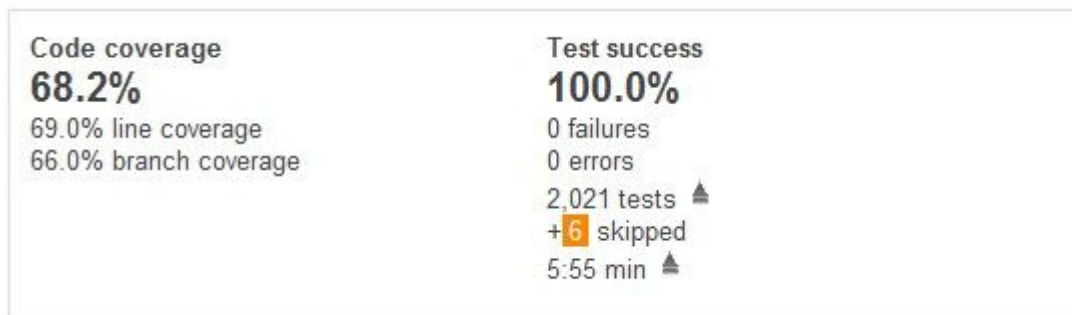 Code coverage
68.2%
69.0% line coverage
66.0% branch coverage
Test success
100.0%
0 failures
0 errors
2,021 tests
+6 skipped
5:55 min